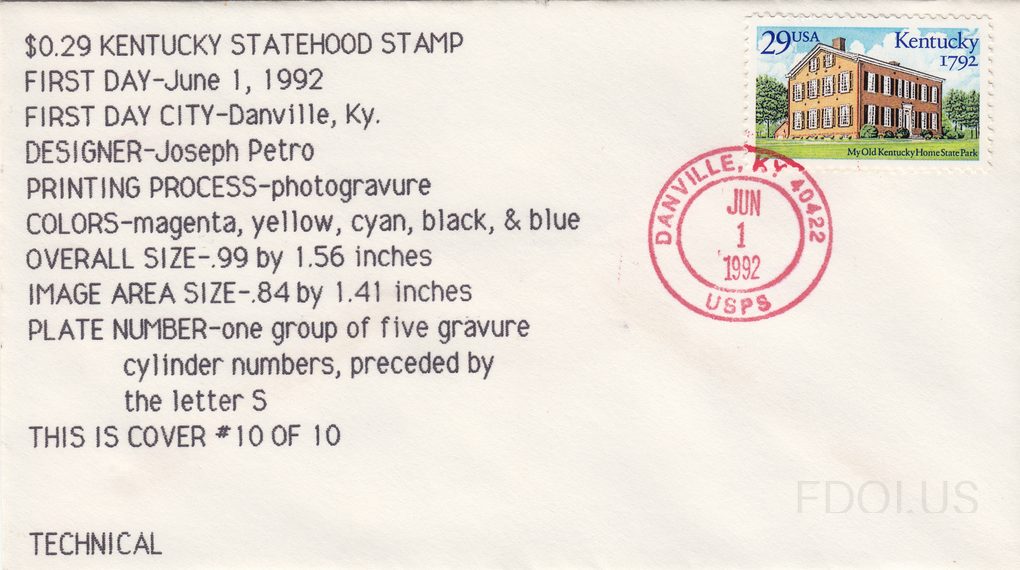 $0.29 KENTUCKY STATEHOOD STAMP
FIRST DAY-June 1, 1992
FIRST DAY CITY-Danville, Ky.
DESIGNER-Joseph Petro
PRINTING PROCESS-photogravure
COLORS-magenta, yellow, cyan, black, & blue
OVERALL SIZE-.99 by 1.56 inches
IMAGE AREA SIZE-.84 by 1.41 inches
PLATE NUMBER-one group of five gravure
cylinder numbers, preceded by
the letter S
THIS IS COVER #10 OF 10
TECHNICAL
29 USA
Kentucky
1792
My Old Kentucky Home State Park
DANVILLE, KY 40422
JUN
1
1992
USPS
FDOI.US